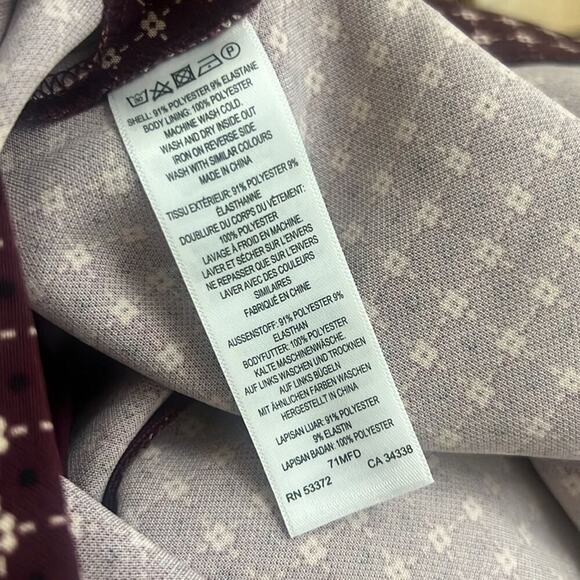 P
SHELL: 91% POLYESTER 9% ELASTANE
BODY LINING: 100% POLYESTER
MACHINE WASH COLD.
WASH AND DRY INSIDE OUT
IRON ON REVERSE SIDE
WASH WITH SIMILAR COLOURS
MADE IN CHINA
TISSU EXTÉRIEUR: 91% POLYESTER 9%
ÉLASTHANNE
DOUBLURE DU CORPS DU VÊTEMENT:
100% POLYESTER
LAVAGE À FROID EN MACHINE.
LAVER ET SÉCHER SUR L'ENVERS
NE REPASSER QUE SUR L'ENVERS
LAVER AVEC DES COULEURS
SIMILAIRES
FABRIQUÉ EN CHINE
AUSSENSTOFF: 91% POLYESTER 9%
ELASTHAN
BODYFUTTER: 100% POLYESTER
KALTE MASCHINENWÄSCHE.
AUF LINKS WASCHEN UND TROCKNEN
AUF LINKS BÜGELN
MIT ÄHNLICHEN FARBEN WASCHEN
HERGESTELLT IN CHINA
LAPISAN LUAR: 91% POLYESTER
9% ELASTIN
LAPISAN BADAN: 100% POLYESTER
71MFD
RN 53372 CA 34338